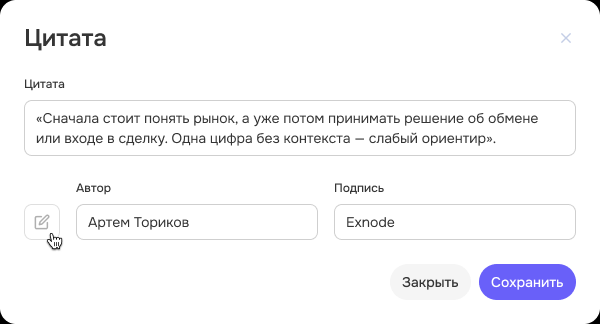 Цитата
Цитата
«Сначала стоит понять рынок, а уже потом принимать решение об обмене
или входе в сделку. Одна цифра без контекста — слабый ориентир».
Автор
Подпись
Артем Ториков
Exnode
Закрыть
Сохранить